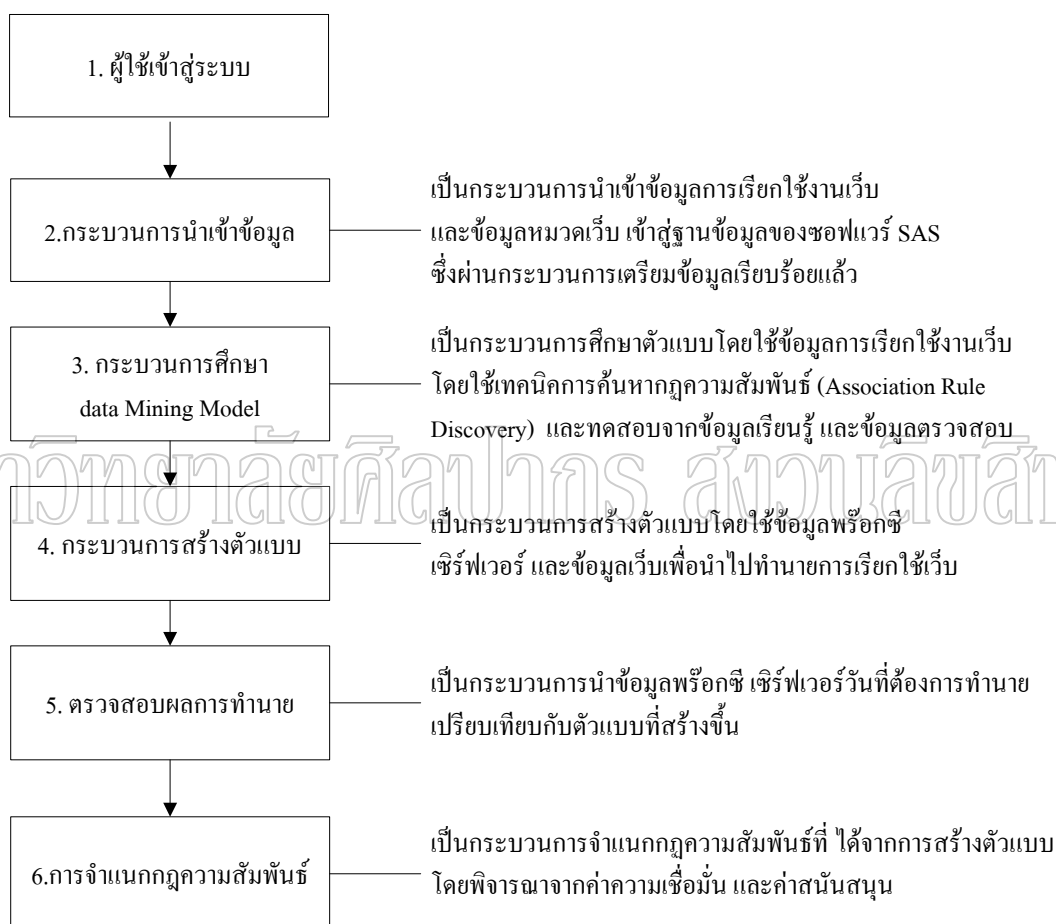 1. ผู้ใช้เข้าสู่ระบบ
2.กระบวนการนำเข้าข้อมูล
เป็นกระบวนการนำเข้าข้อมูลการเรียกใช้งานเว็บ
และข้อมูลหมวดเว็บ เข้าสู่ฐานข้อมูลของซอฟแวร์ SAS
ซึ่งผ่านกระบวนการเตรียมข้อมูลเรียบร้อยแล้ว
3. กระบวนการศึกษา
data Mining Model
เป็นกระบวนการศึกษาตัวแบบโดยใช้ข้อมูลการเรียกใช้งานเว็บ
โดยใช้เทคนิคการค้นหากฏความสัมพันธ์ (Association Rule
Discovery) และทดสอบจากข้อมูลเรียนรู้ และข้อมูลตรวจสอบ
าวิทยาลัยศิลปากร สงวนลิขสิท
4. กระบวนการสร้างตัวแบบ
เป็นกระบวนการสร้างตัวแบบโดยใช้ข้อมูลพร๊อกซี
เซิร์ฟเวอร์ และข้อมูลเว็บเพื่อนำไปทำนายการเรียกใช้เว็บ
5. ตรวจสอบผลการทำนาย
เป็นกระบวนการนำข้อมูลพร๊อกซี เซิร์ฟเวอร์วันที่ต้องการทำนาย
เปรียบเทียบกับตัวแบบที่สร้างขึ้น
6.การจำแนกกฎความสัมพันธ์
เป็นกระบวนการจำแนกกฏความสัมพันธ์ที่ ได้จากการสร้างตัวแบบ
โดยพิจารณาจากค่าความเชื่อมั่น และค่าสนันสนุน